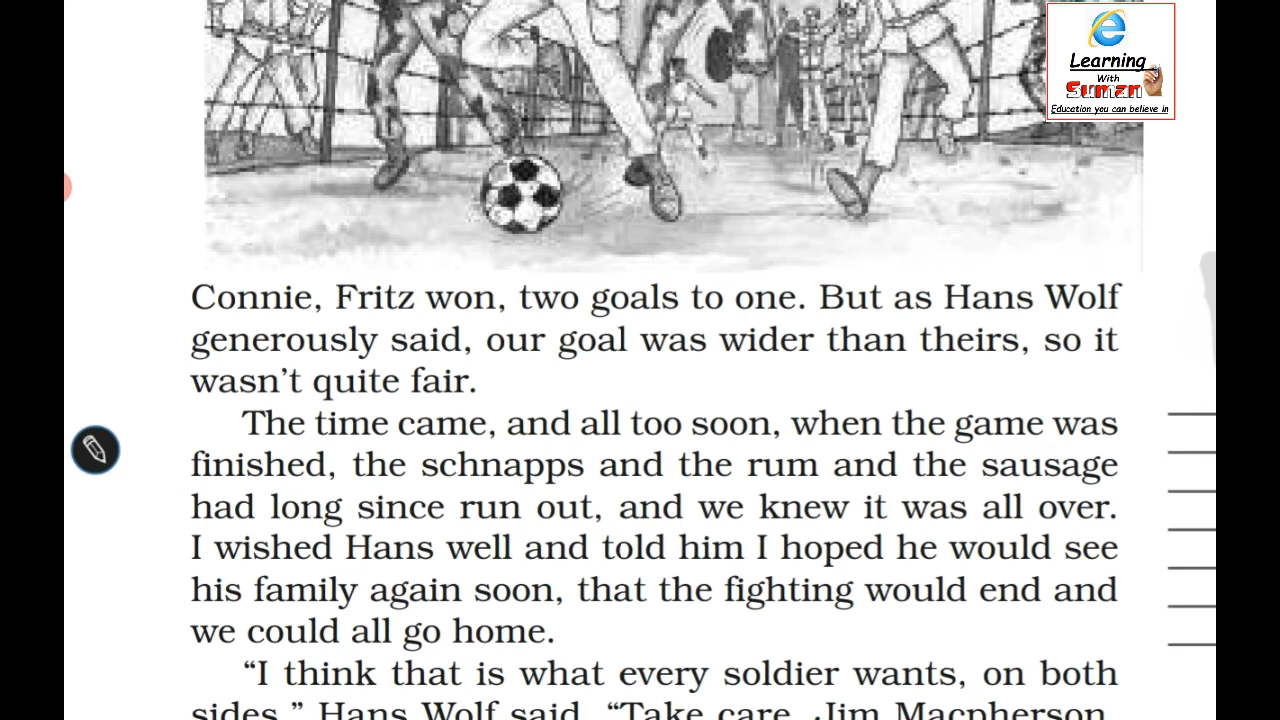 Learning
With
Suman
Education you can believe in
Connie, Fritz won, two goals to one. But as Hans Wolf
generously said, our goal was wider than theirs, so it
wasn’t quite fair.
The time came, and all too soon, when the game was
finished, the schnapps and the rum and the sausage
had long since run out, and we knew it was all over.
I wished Hans well and told him I hoped he would see
his family again soon, that the fighting would end and
we could all go home.
“I think that is what every soldier wants, on both
sides,” Hans Wolf said. “Take care, Jim Macpherson.